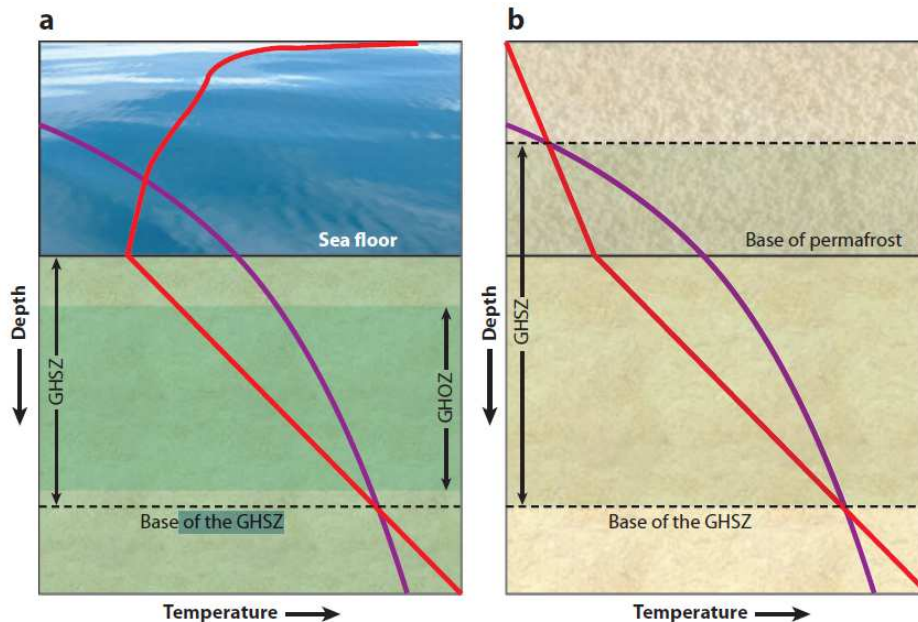 a
b
Sea floor
Base of permafrost
Depth
GHSZ
GHOZ
Depth
GHSZ
Base of the GHSZ
Base of the GHSZ
Temperature
Temperature